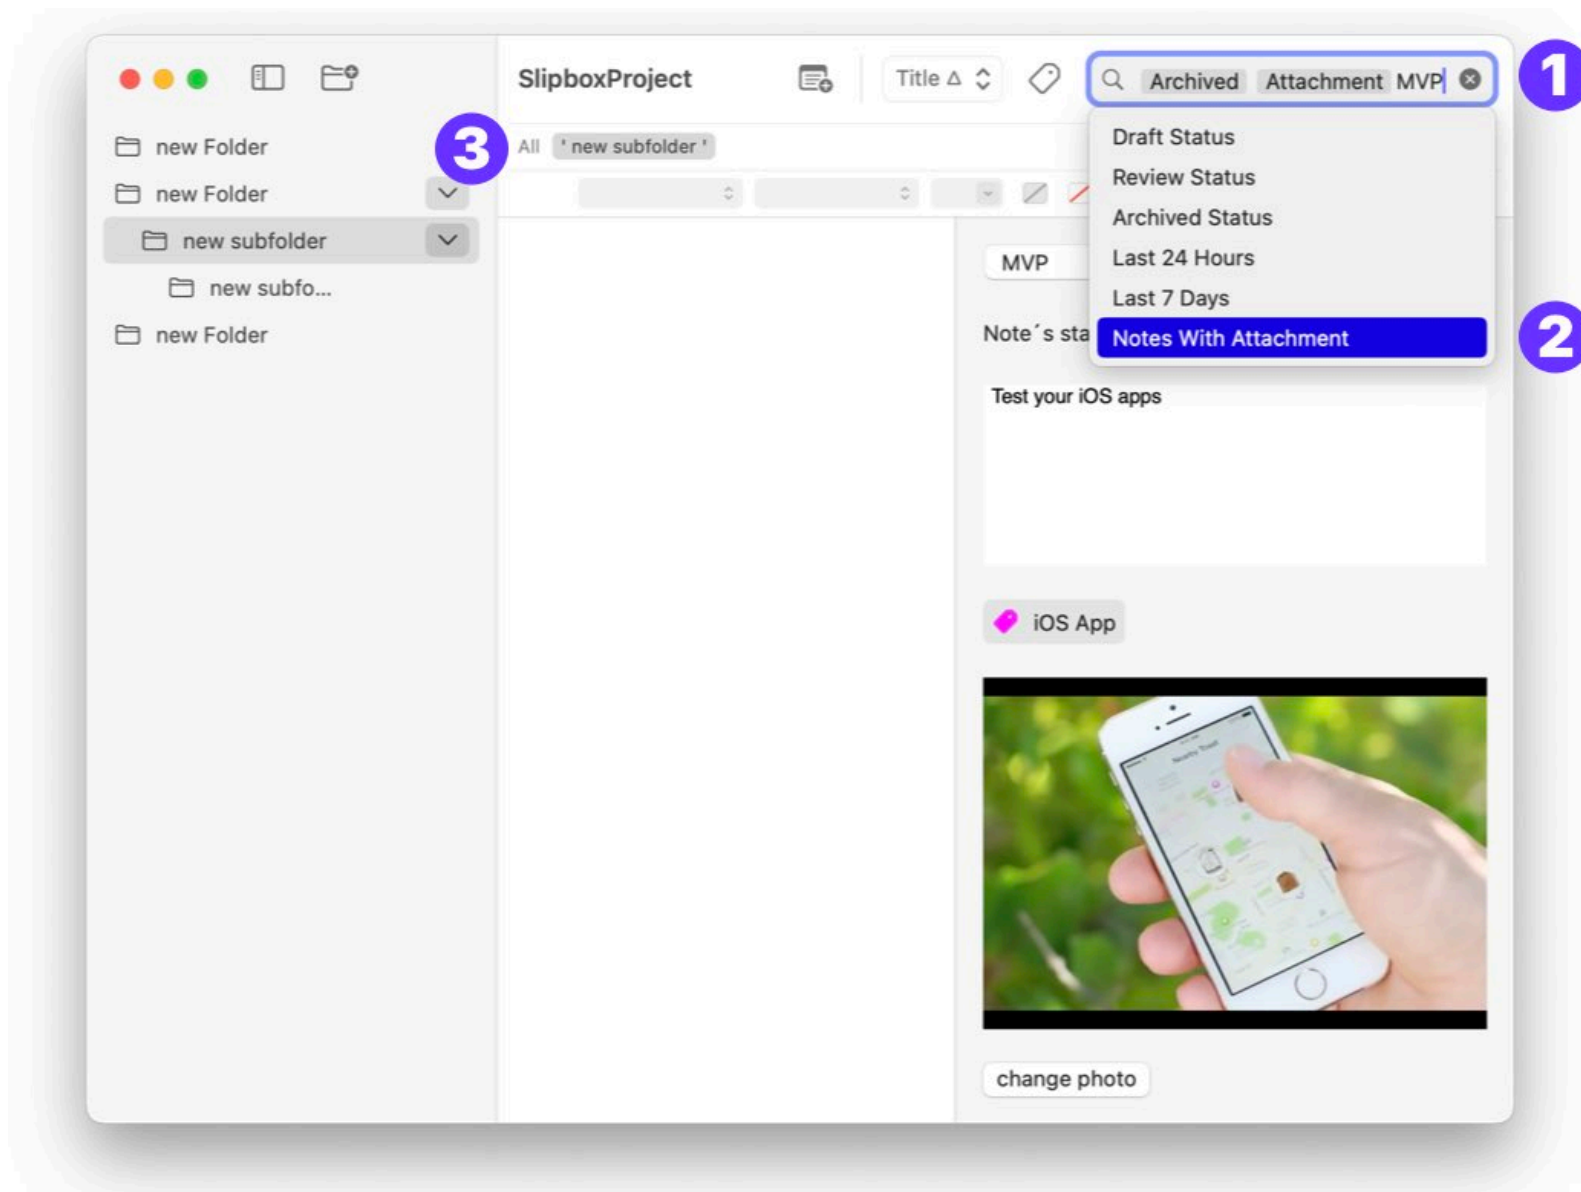 SlipboxProject
Title
Archived Attachment MVP
1
new Folder
new Folder
new subfolder
new subfo...
new Folder
3
All ' new subfolder '
Draft Status
Review Status
Archived Status
Last 24 Hours
Last 7 Days
Notes With Attachment
2
MVP
Note´s sta
Test your iOS apps
iOS App
change photo